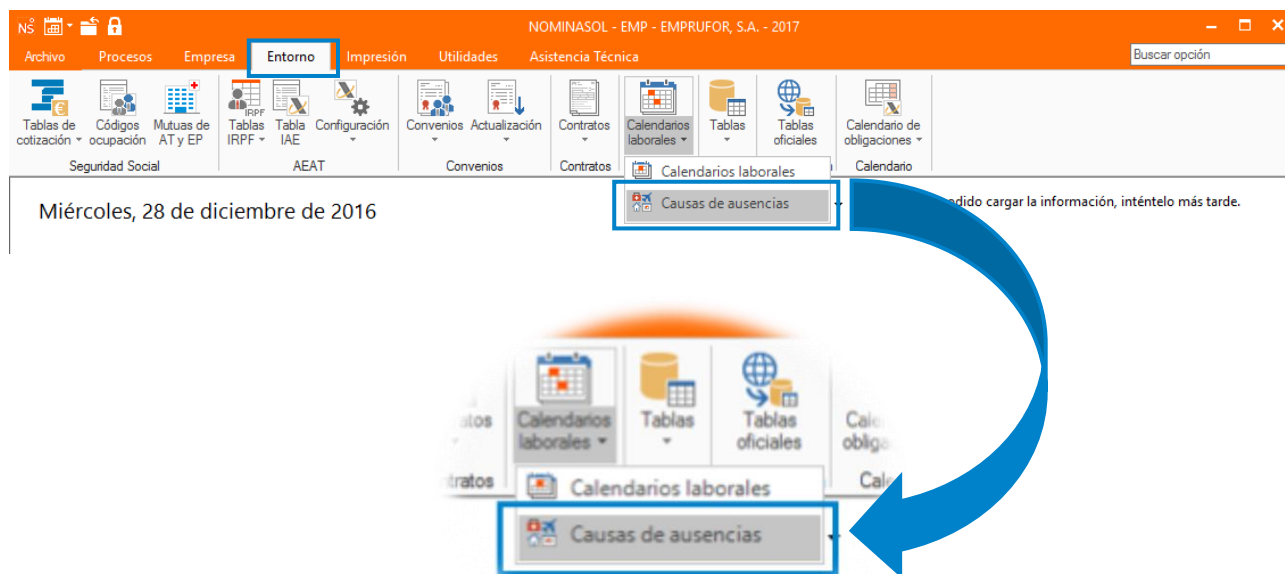 NS
NOMINASOL - EMP - EMPRUFOR, S.A. - 2017
Archivo Procesos Empresa Entorno Impresión Utilidades Asistencia Técnica
Buscar opción
Tablas de cotización
Códigos ocupación
Mutuas de AT y EP
Seguridad Social
IRPF
Tablas IRPF
Tabla IAE
Configuración
AEAT
Convenios
Actualización
Convenios
Contratos
Contratos
Calendarios laborales
Tablas
Tablas oficiales
Calendario de obligaciones
Calendario
Calendarios laborales
Causas de ausencias
Miércoles, 28 de diciembre de 2016
cargar la información, inténtelo más tarde.
Calendarios laborales
Tablas
Tablas oficiales
Calendarios laborales
Causas de ausencias